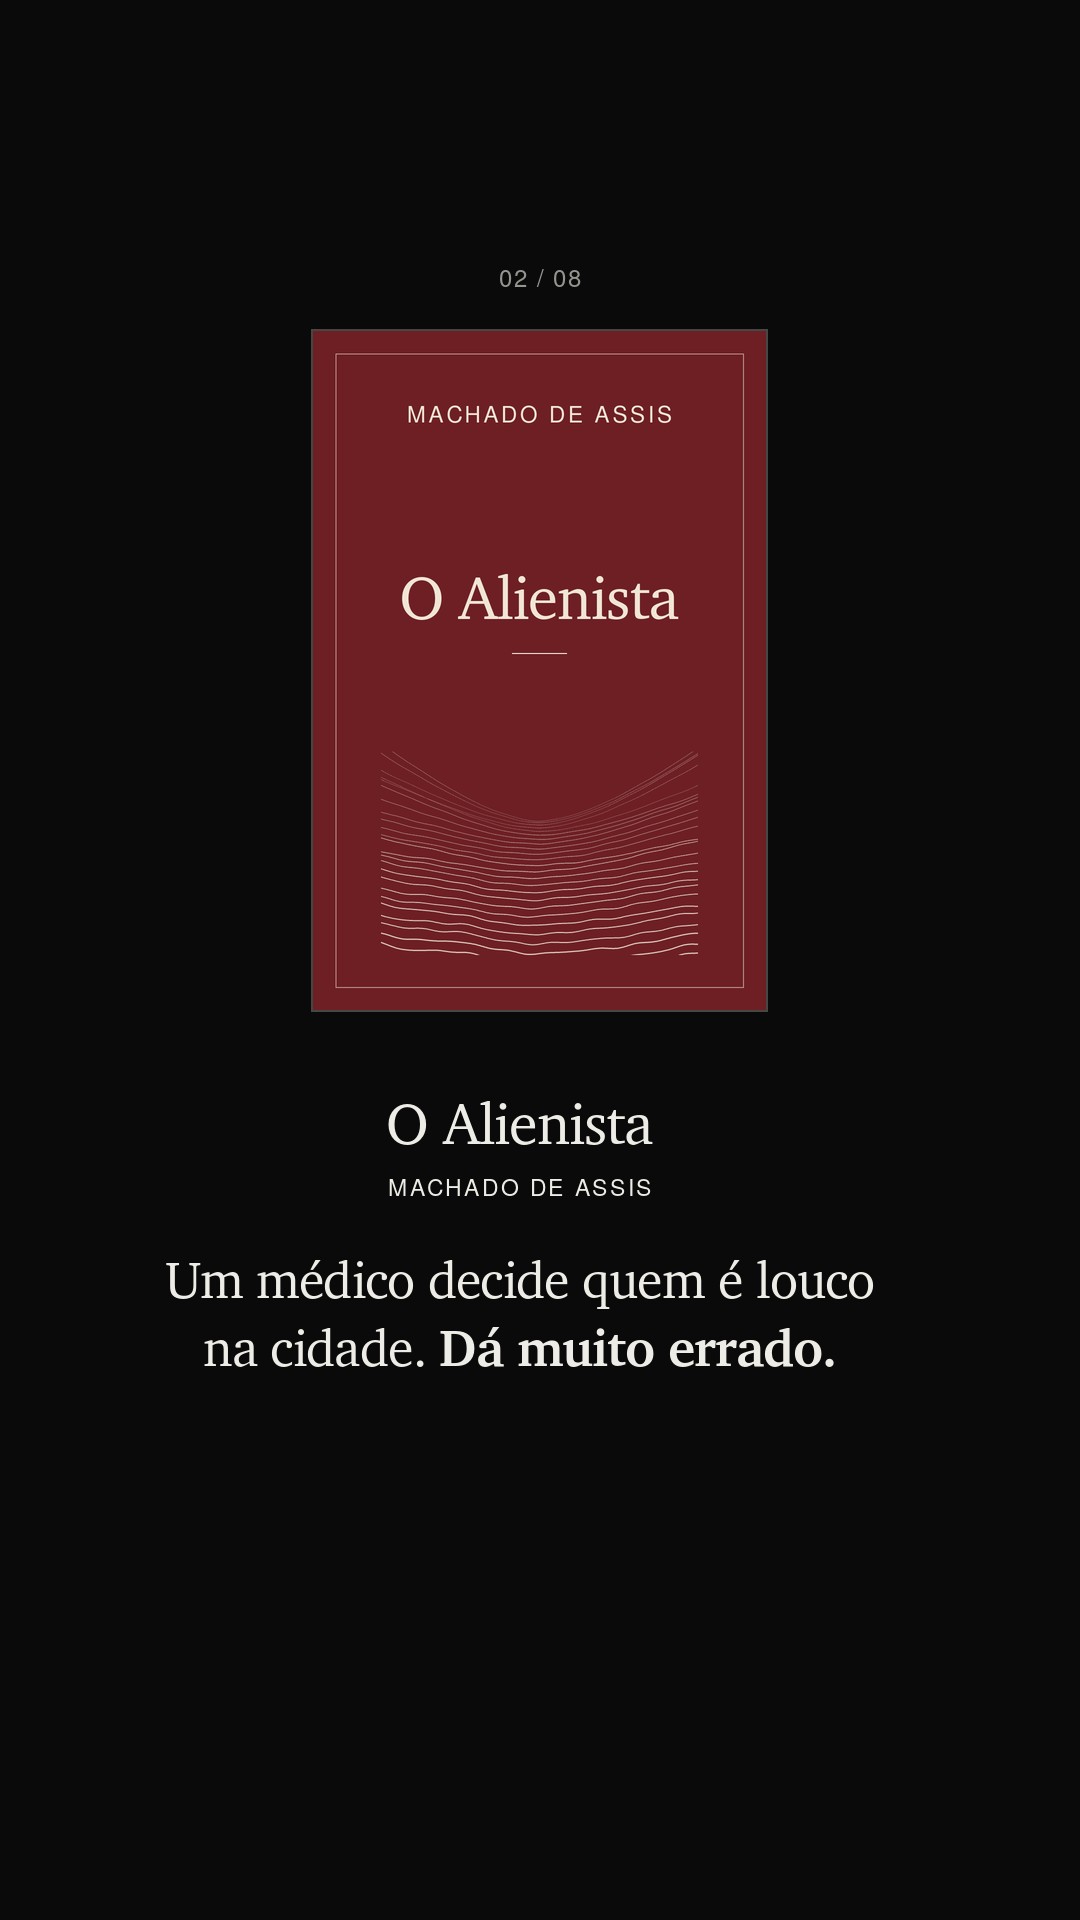 02 / 08
MACHADO DE ASSIS
O Alienista
O Alienista
MACHADO DE ASSIS
Um médico decide quem é louco
na cidade. Dá muito errado.